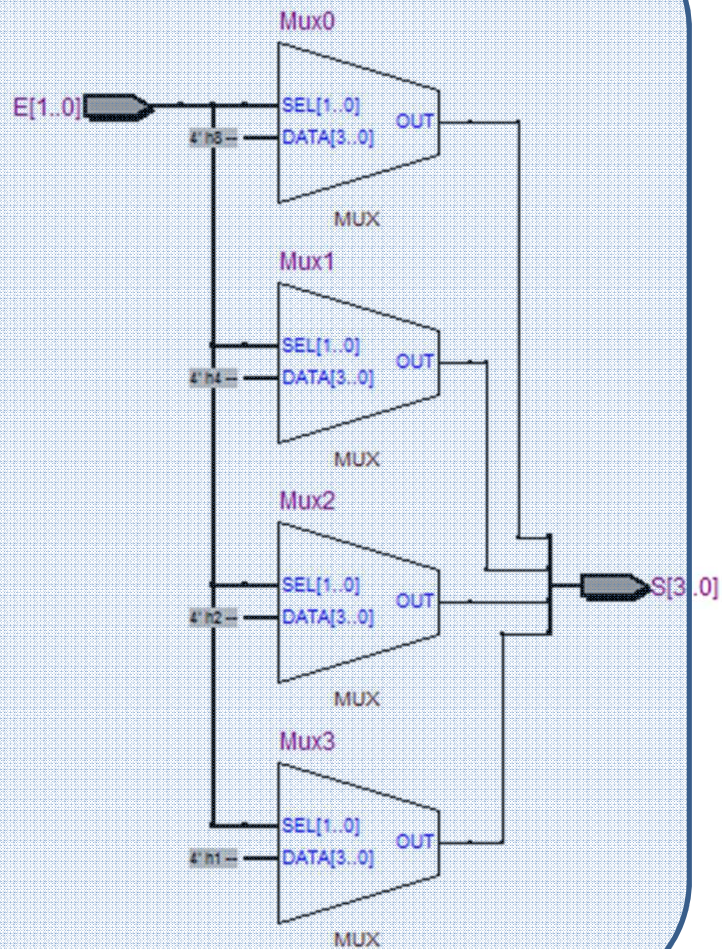 Mux0
E[1..0]
SEL[1..0]
OUT
4' h8 --
DATA[3..0]
MUX
Mux1
SEL[1..0]
OUT
4' h4 --
DATA[3..0]
MUX
Mux2
SEL[1..0]
OUT
4' h2 --
DATA[3..0]
S[3..0]
MUX
Mux3
SEL[1..0]
OUT
4' h1 --
DATA[3..0]
MUX